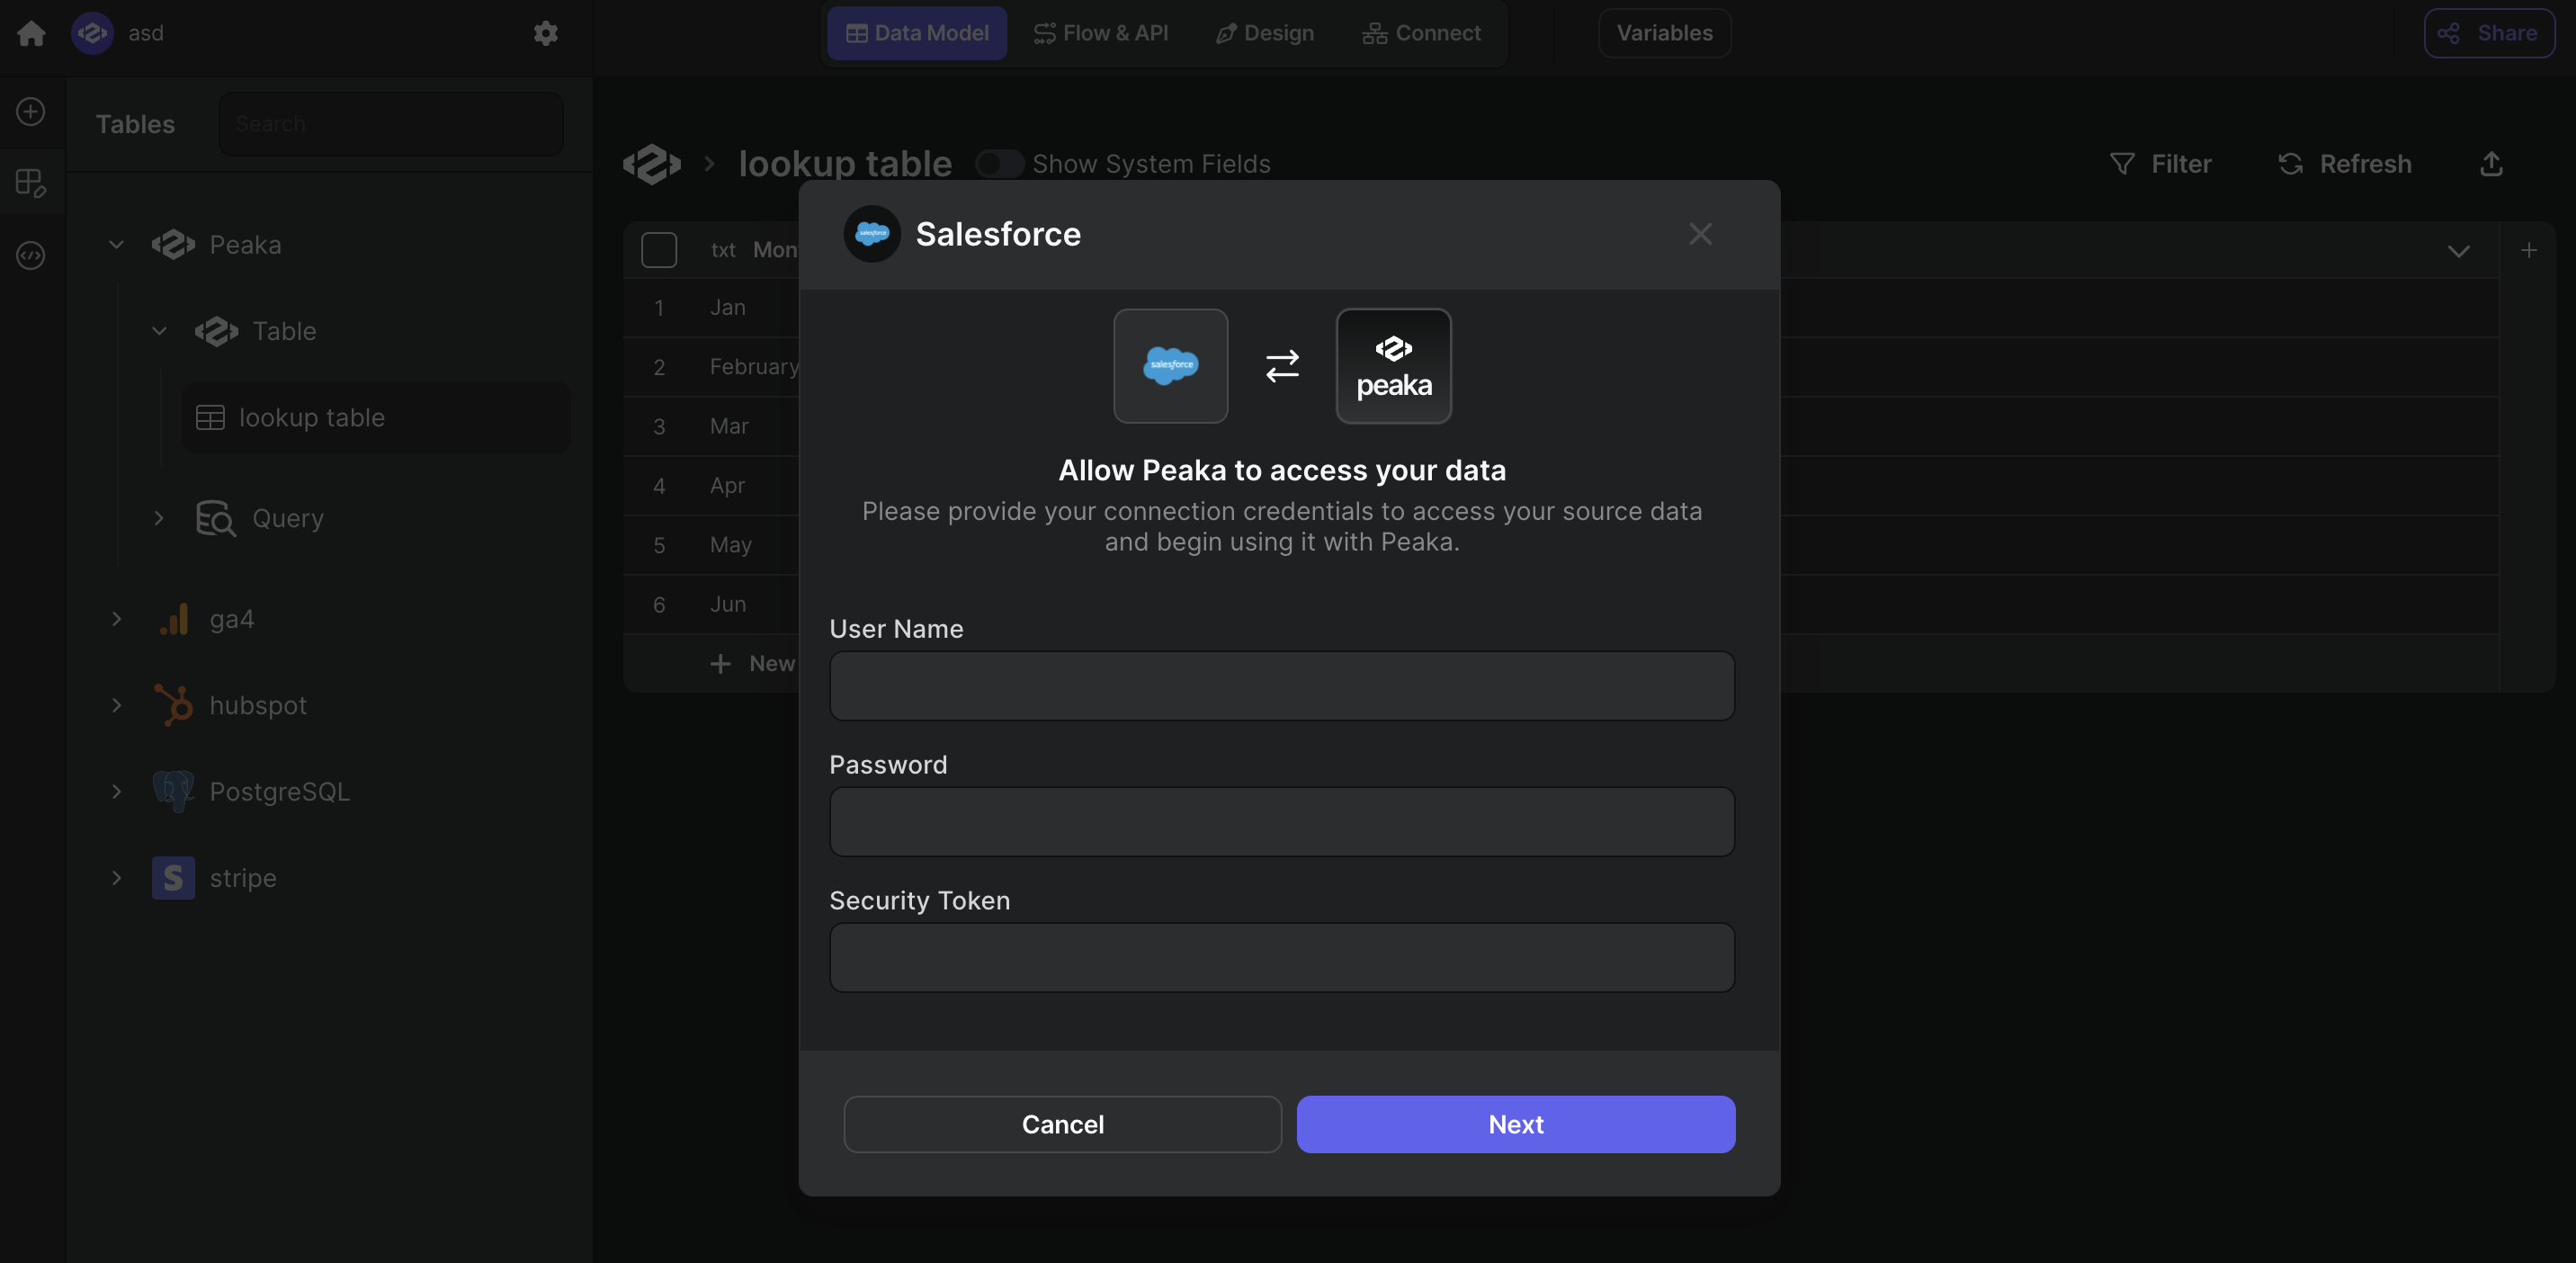 asd
Data Model
Flow & API
Design
Connect
Variables
Share
Tables
Search
Peaka
Table
lookup table
Query
ga4
hubspot
PostgreSQL
stripe
lookup table
Show System Fields
Filter
Refresh
txt Mon
1 Jan
2 February
3 Mar
4 Apr
5 May
6 Jun
New
salesforce
Salesforce
salesforce
peaka
Allow Peaka to access your data
Please provide your connection credentials to access your source data
and begin using it with Peaka.
User Name
Password
Security Token
Cancel
Next